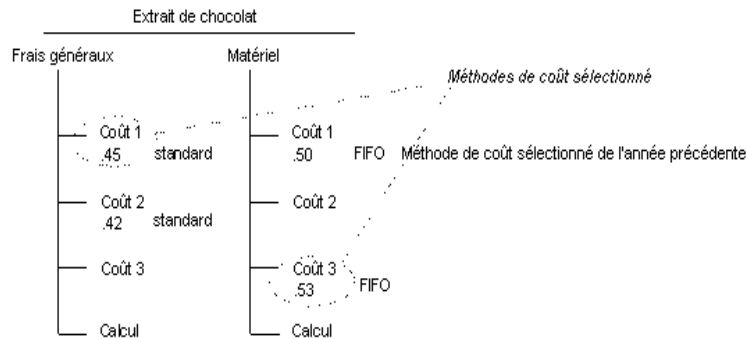 Extrait de chocolat
Frais généraux
Matériel
Méthodes de coût sélectionné
Coût 1
.45
standard
Coût 1
.50
FIFO
Méthode de coût sélectionné de l'année précédente
Coût 2
.42
standard
Coût 2
Coût 3
Coût 3
.53
FIFO
Calcul
Calcul